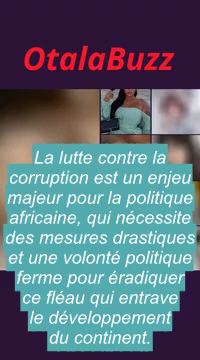 OtalaBuzz
La lutte contre la
corruption est un enjeu
majeur pour la politique
africaine, qui nécessite
des mesures drastiques
et une volonté politique
ferme pour éradiquer
ce fléau qui entrave
le développement
du continent.